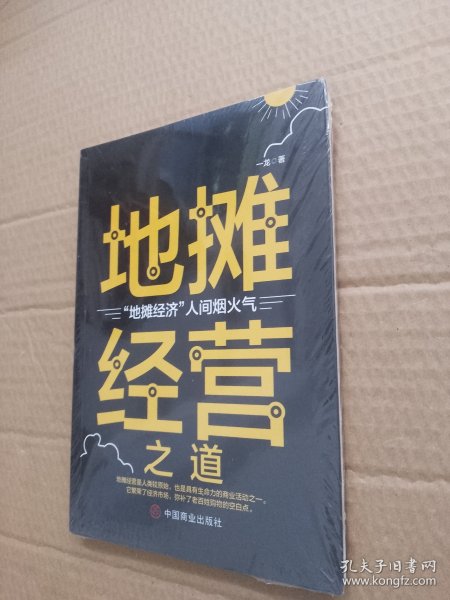 一龙◎著
地摊
“地摊经济”人间烟火气
经营
之道
地摊经营是人类较原始，也是具有生命力的商业活动之一。
它繁荣了经济市场，弥补了老百姓购物的空白点。
中国商业出版社
孔夫子旧书网
www.kongfz.com